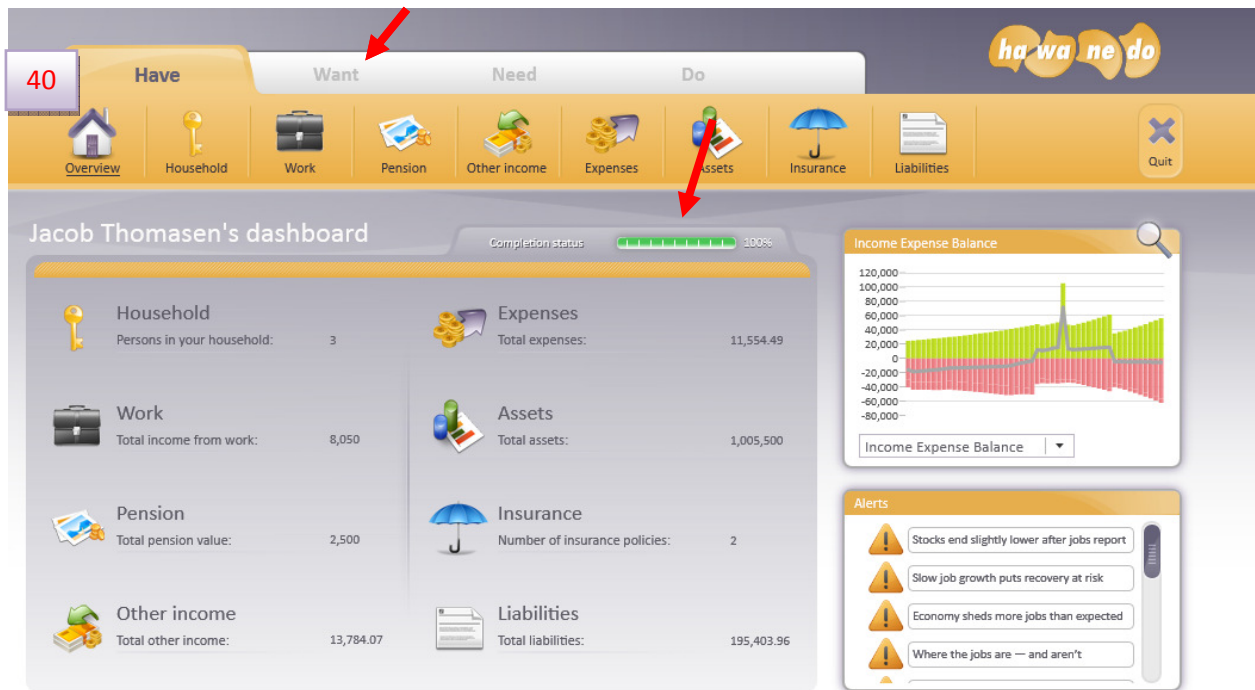 ha wa ne do
40
Have
Want
Need
Do
Overview
Household
Work
Pension
Other income
Expenses
Assets
Insurance
Liabilities
Quit
Jacob Thomasen's dashboard
Completion status
100%
Household
Persons in your household: 3
Work
Total income from work: 8,050
Pension
Total pension value: 2,500
Other income
Total other income: 13,784.07
Expenses
Total expenses: 11,554.49
Assets
Total assets: 1,005,500
Insurance
Number of insurance policies: 2
Liabilities
Total liabilities: 195,403.96
Income Expense Balance
120,000
100,000
80,000
60,000
40,000
20,000
0
-20,000
-40,000
-60,000
-80,000
Income Expense Balance
Alerts
Stocks end slightly lower after jobs report
Slow job growth puts recovery at risk
Economy sheds more jobs than expected
Where the jobs are — and aren't